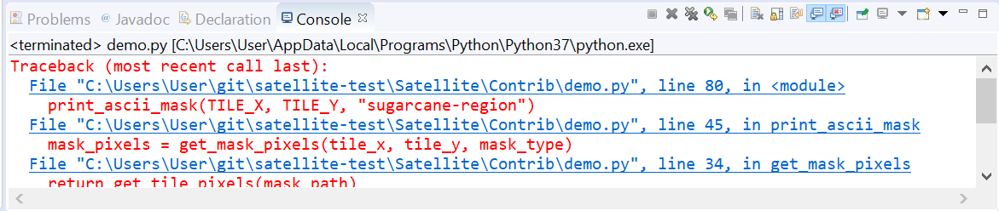 Problems @ Javadoc Declaration Console
<terminated> demo.py [C:\Users\User\AppData\Local\Programs\Python\Python37\python.exe]
Traceback (most recent call last):
  File "C:\Users\User\git\satellite-test\Satellite\Contrib\demo.py", line 80, in <module>
    print_ascii_mask(TILE_X, TILE_Y, "sugarcane-region")
  File "C:\Users\User\git\satellite-test\Satellite\Contrib\demo.py", line 45, in print_ascii_mask
    mask_pixels = get_mask_pixels(tile_x, tile_y, mask_type)
  File "C:\Users\User\git\satellite-test\Satellite\Contrib\demo.py", line 34, in get_mask_pixels
    return get_tile_pixels(mask_path)